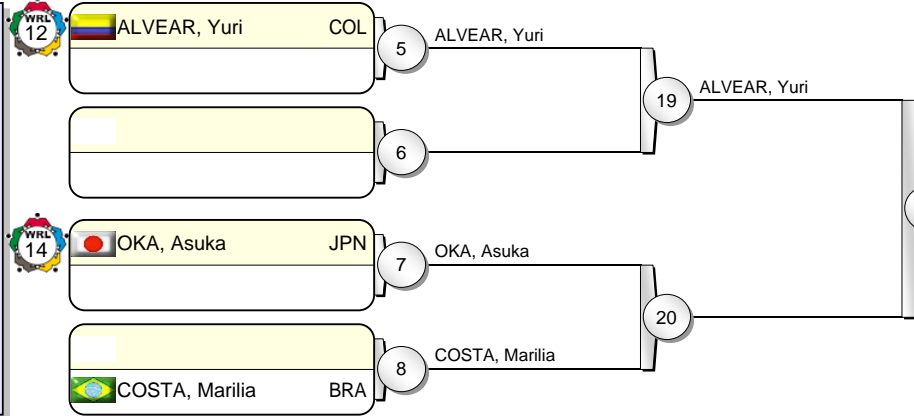 WRL
12
ALVEAR, Yuri COL
5
ALVEAR, Yuri
19
ALVEAR, Yuri
6
WRL
14
OKA, Asuka JPN
7
OKA, Asuka
20
8
COSTA, Marilia
COSTA, Marilia BRA